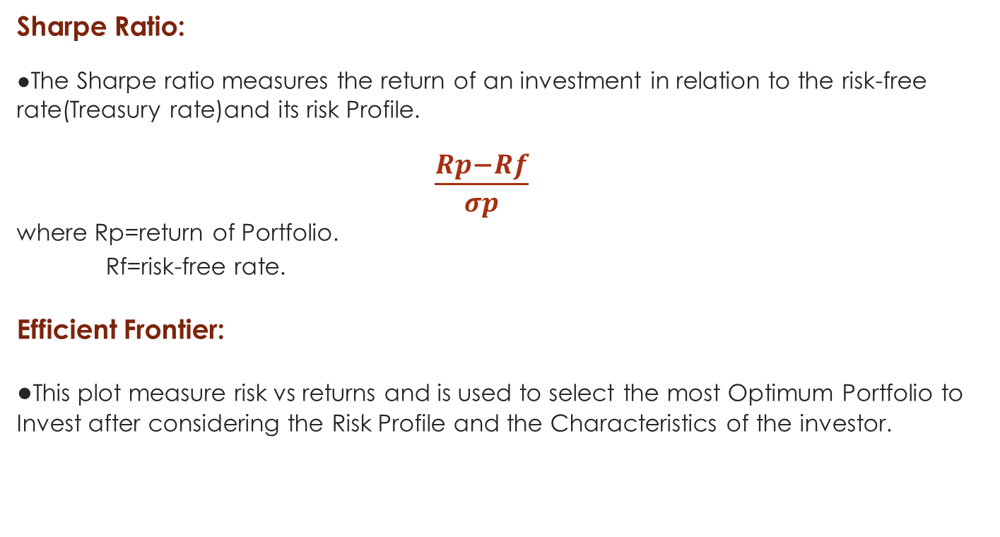 Sharpe Ratio:
●The Sharpe ratio measures the return of an investment in relation to the risk-free
rate(Treasury rate)and its risk Profile.
Rp−Rf
σp
where Rp=return of Portfolio.
Rf=risk-free rate.
Efficient Frontier:
●This plot measure risk vs returns and is used to select the most Optimum Portfolio to
Invest after considering the Risk Profile and the Characteristics of the investor.